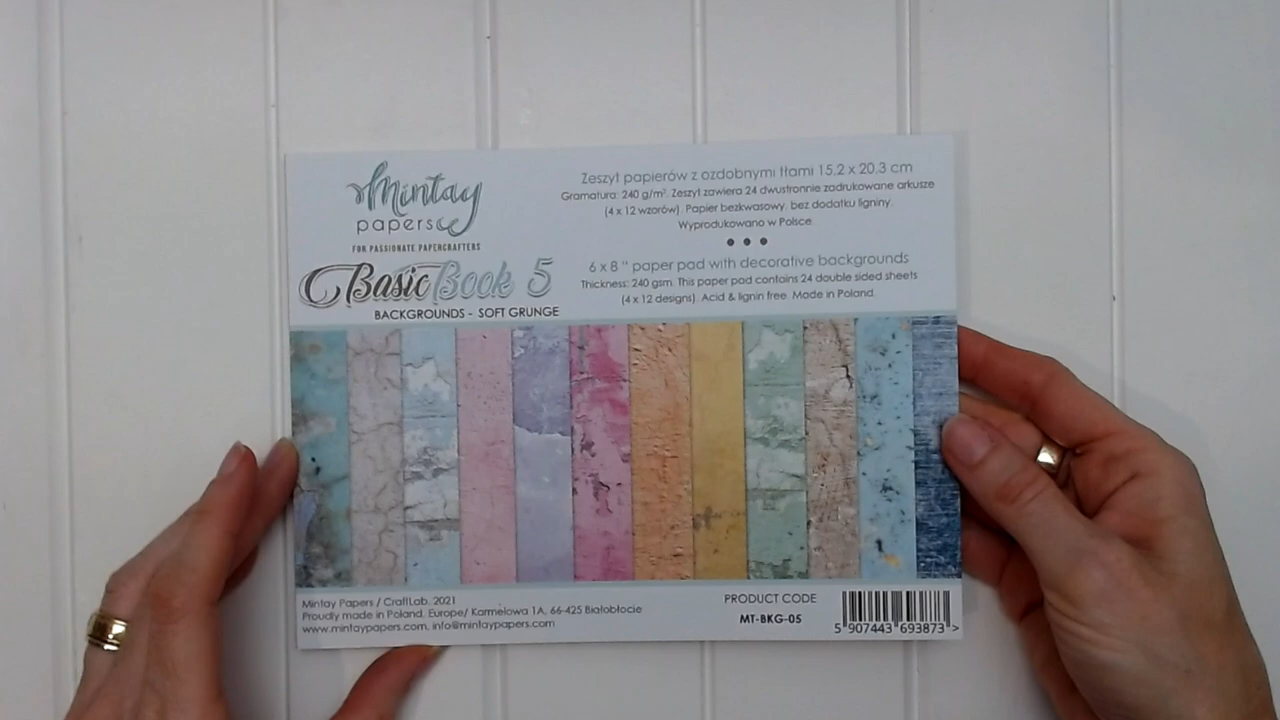 Mintay
papers
FOR PASSIONATE PAPERCRAFTERS
Basic Book 5
BACKGROUNDS - SOFT GRUNGE
Zeszyt papierów z ozdobnymi tłami 15.2 x 20.3 cm
Gramatura: 240 g/m². Zeszyt zawiera 24 dwustronnie zadrukowane arkusze
(4 x 12 wzorów). Papier bezkwasowy, bez dodatku ligniny.
Wyprodukowano w Polsce
6 x 8 " paper pad with decorative backgrounds
Thickness: 240 gsm. This paper pad contains 24 double sided sheets
(4 x 12 designs). Acid & lignin free. Made in Poland.
Mintay Papers / CraftLab, 2021
Proudly made in Poland, Europe/ Karmelowa 1A, 66-425 Białobłocie
www.mintaypapers.com, info@mintaypapers.com
PRODUCT CODE
MT-BKG-05
5 907443 693873 >